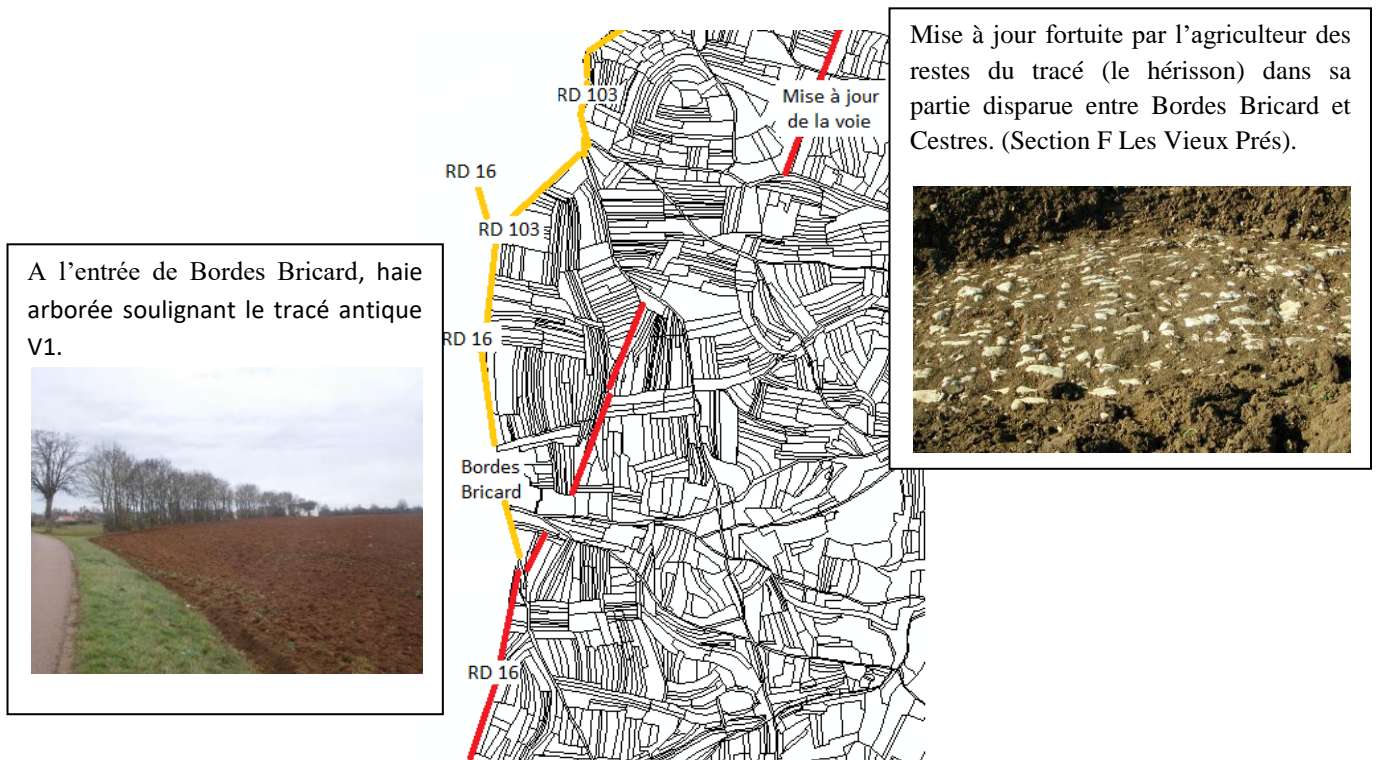 A l’entrée de Bordes Bricard, haie
arborée soulignant le tracé antique
V1.
RD 103
Mise à jour
de la voie
RD 16
RD 103
RD 16
Bordes
Bricard
RD 16
Mise à jour fortuite par l’agriculteur des
restes du tracé (le hérisson) dans sa
partie disparue entre Bordes Bricard et
Cestres. (Section F Les Vieux Prés).